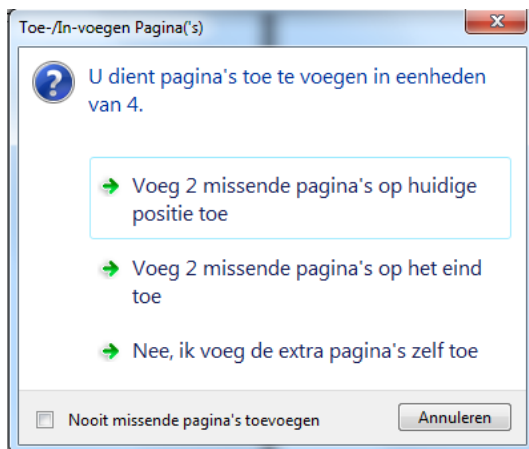 Toe-/In-voegen Pagina('s)
U dient pagina's toe te voegen in eenheden
van 4.
Voeg 2 missende pagina's op huidige
positie toe
Voeg 2 missende pagina's op het eind
toe
Nee, ik voeg de extra pagina's zelf toe
Nooit missende pagina's toevoegen
Annuleren